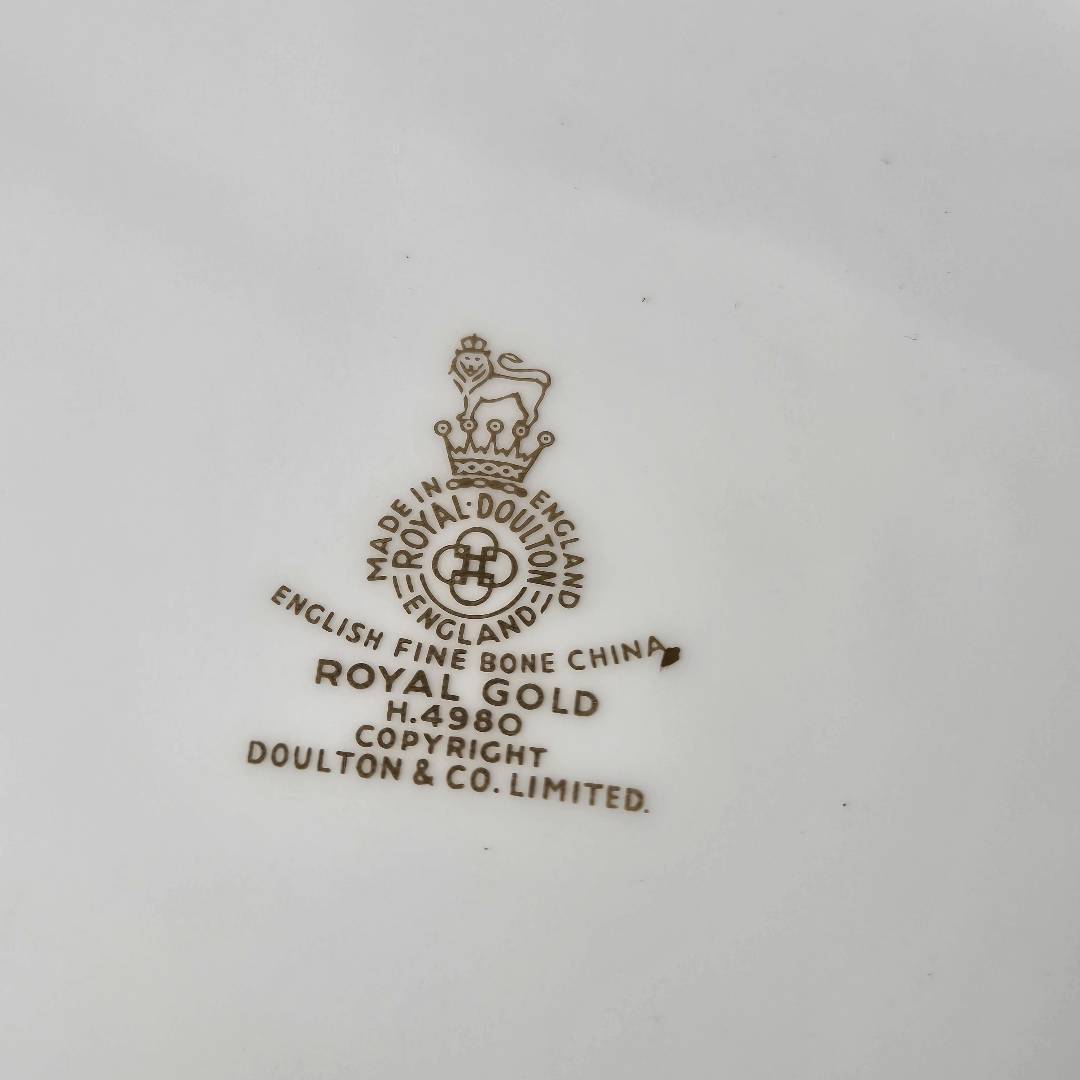 MADE IN ENGLAND
ROYAL·DOULTON
ENGLAND
ENGLISH FINE BONE CHINA
ROYAL GOLD
H.4980
COPYRIGHT
DOULTON & CO. LIMITED.